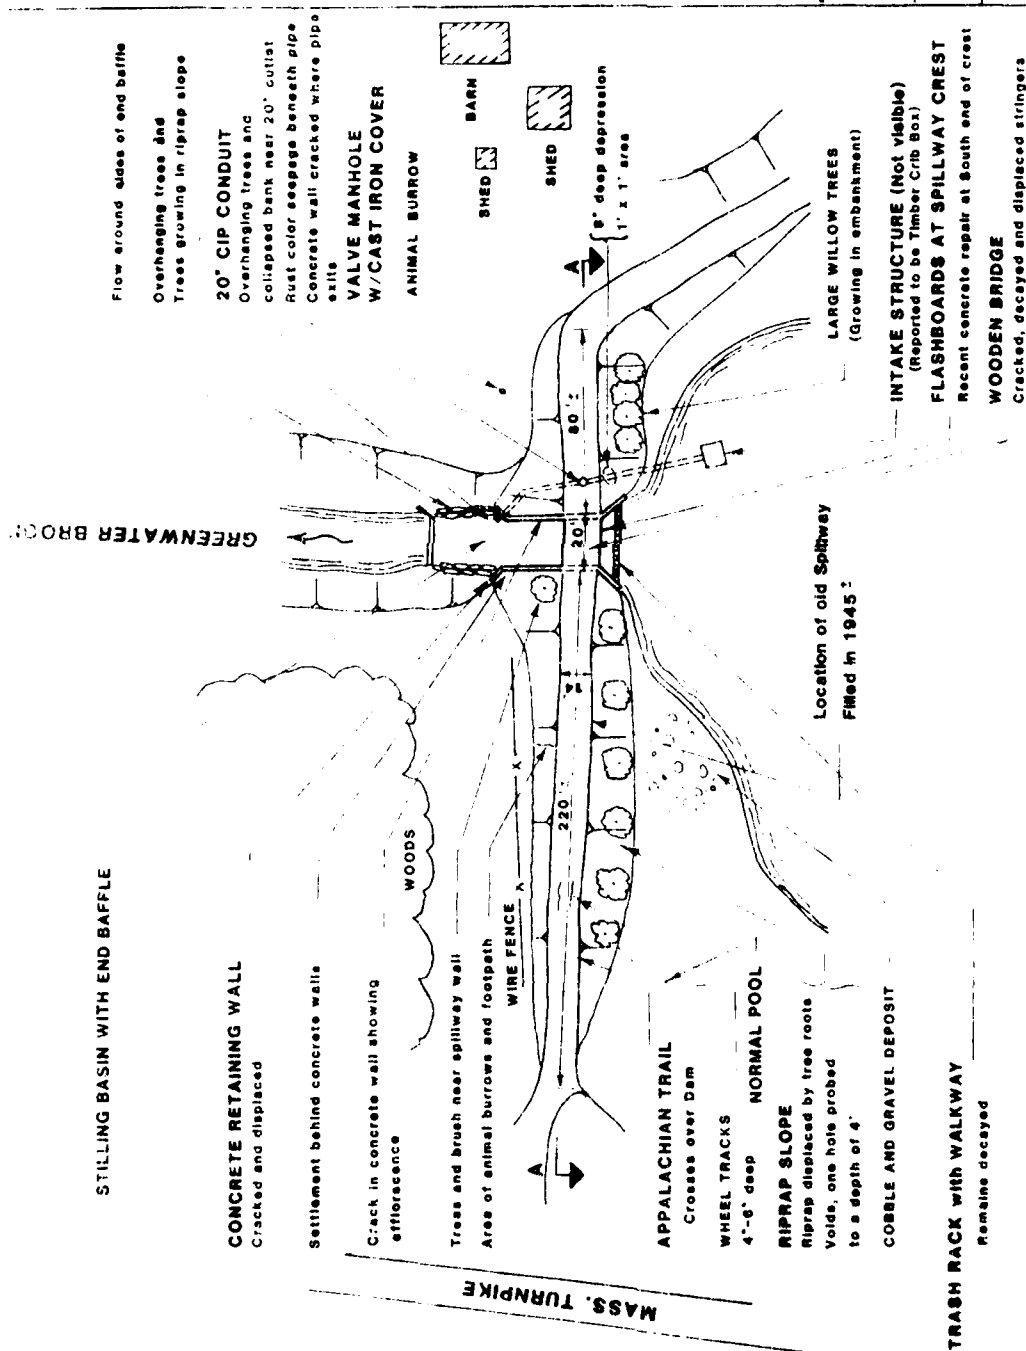 STILLING BASIN WITH END BAFFLE
CONCRETE RETAINING WALL
Cracked and displaced
Settlement behind concrete walls
Crack in concrete wall showing
efflorescence
Trees and brush near spillway wall
Area of animal burrows and footpath
WIRE FENCE
WOODS
MASS. TURNPIKE
GREENWATER
Flow around sides of end baffle
Overhanging trees and
Trees growing in riprap slope
20" CIP CONDUIT
Overhanging trees and
collapsed bank near 20" outlet
Rust color seepage beneath pipe
Concrete wall cracked where pipe
exits
VALVE MANHOLE
W/CAST IRON COVER
ANIMAL BURROW
BARN
SHED
SHED
8" deep depression
1' x 1' area
A
A
220'±
20'
80'±
APPALACHIAN TRAIL
Crosses over Dam
WHEEL TRACKS
4"-6" deep
NORMAL POOL
RIPRAP SLOPE
Riprap displaced by tree roots
Voids, one hole probed
to a depth of 4'
COBBLE AND GRAVEL DEPOSIT
TRASH RACK with WALKWAY
Remains decayed
Location of old Spillway
Filled in 1945±
LARGE WILLOW TREES
(Growing in embankment)
INTAKE STRUCTURE (Not visible)
(Reported to be Timber Crib Box)
FLASHBOARDS AT SPILLWAY CREST
Recent concrete repair at South end of crest
WOODEN BRIDGE
Cracked, decayed and displaced stringers